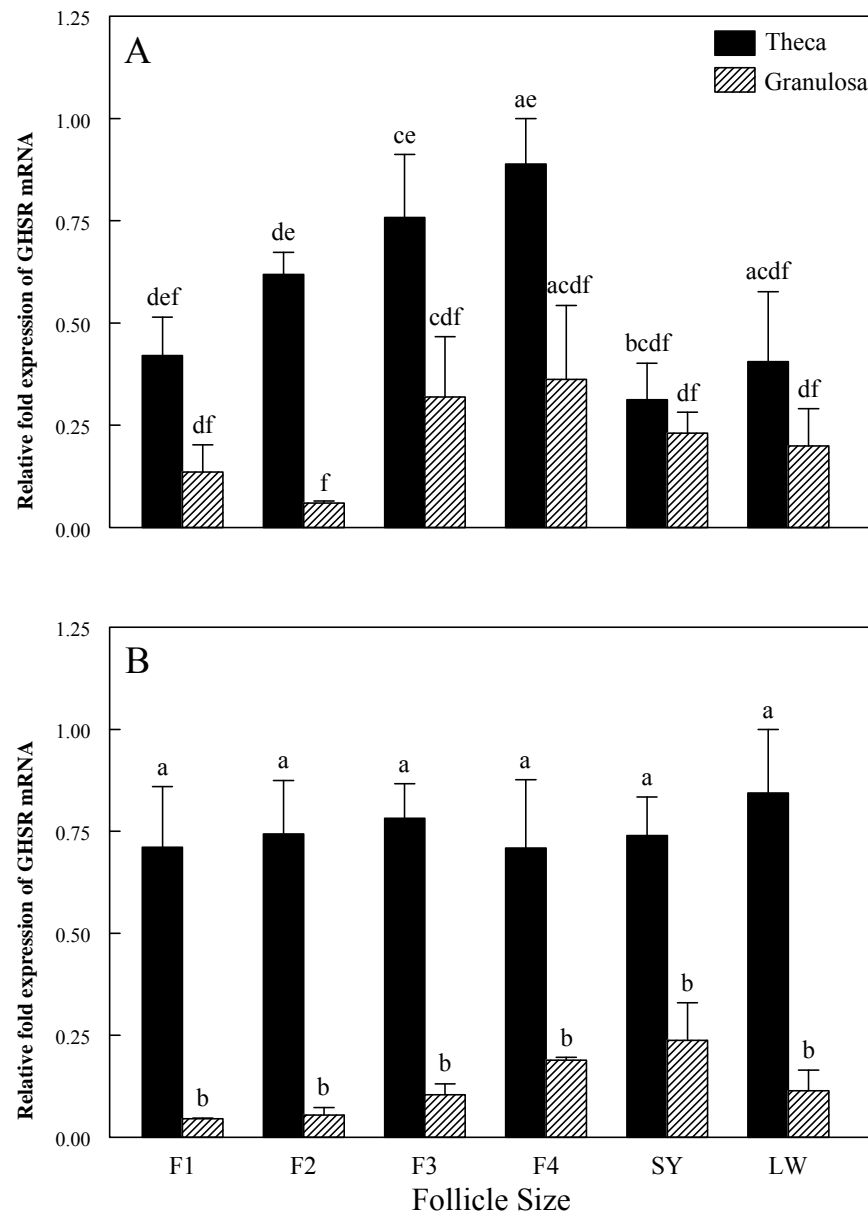 A
Theca
Granulosa
Relative fold expression of GHSR mRNA
1.25
1.00
0.75
0.50
0.25
0.00
def
df
de
f
ce
cdf
ae
acdf
bcdf
df
acdf
df
B
Relative fold expression of GHSR mRNA
1.25
1.00
0.75
0.50
0.25
0.00
a
b
a
b
a
b
a
b
a
b
a
b
F1 F2 F3 F4 SY LW
Follicle Size